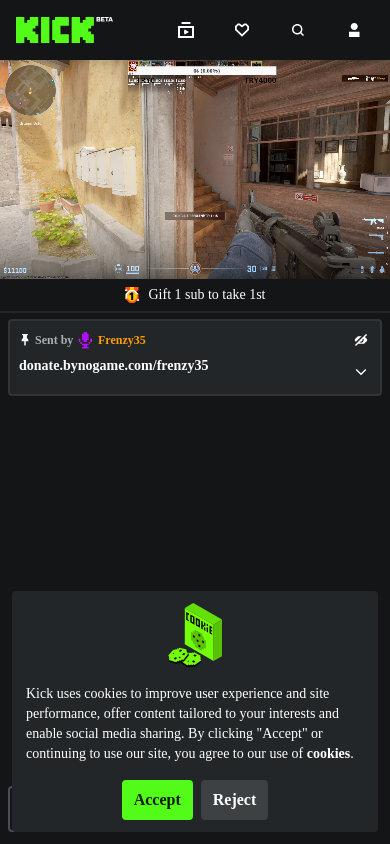 KICK BETA
TRY4000
$11100
100
30
Gift 1 sub to take 1st
Sent by Frenzy35
donate.bynogame.com/frenzy35
COOKIE
Kick uses cookies to improve user experience and site
performance, offer content tailored to your interests and
enable social media sharing. By clicking "Accept" or
continuing to use our site, you agree to our use of cookies.
Accept
Reject